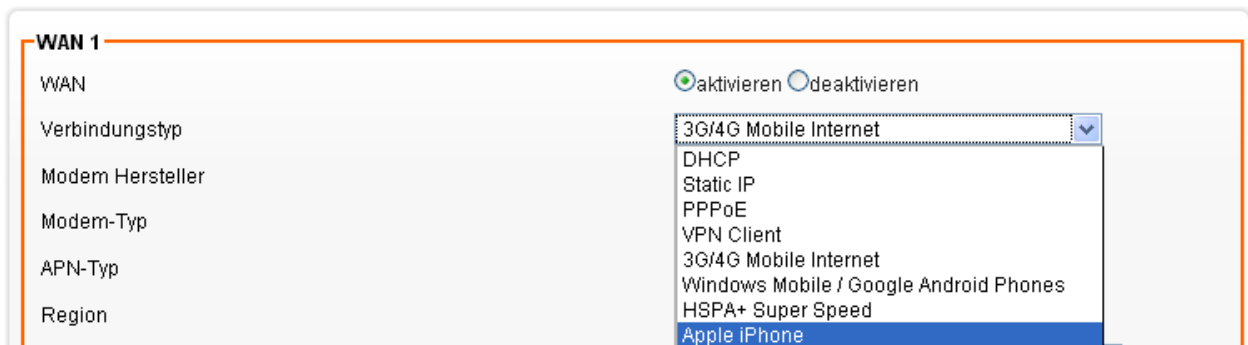 WAN 1
WAN aktivieren deaktivieren
Verbindungstyp 3G/4G Mobile Internet
DHCP
Modem Hersteller
Static IP
PPPoE
Modem-Typ
VPN Client
3G/4G Mobile Internet
APN-Typ
Windows Mobile / Google Android Phones
Region
HSPA+ Super Speed
Apple iPhone